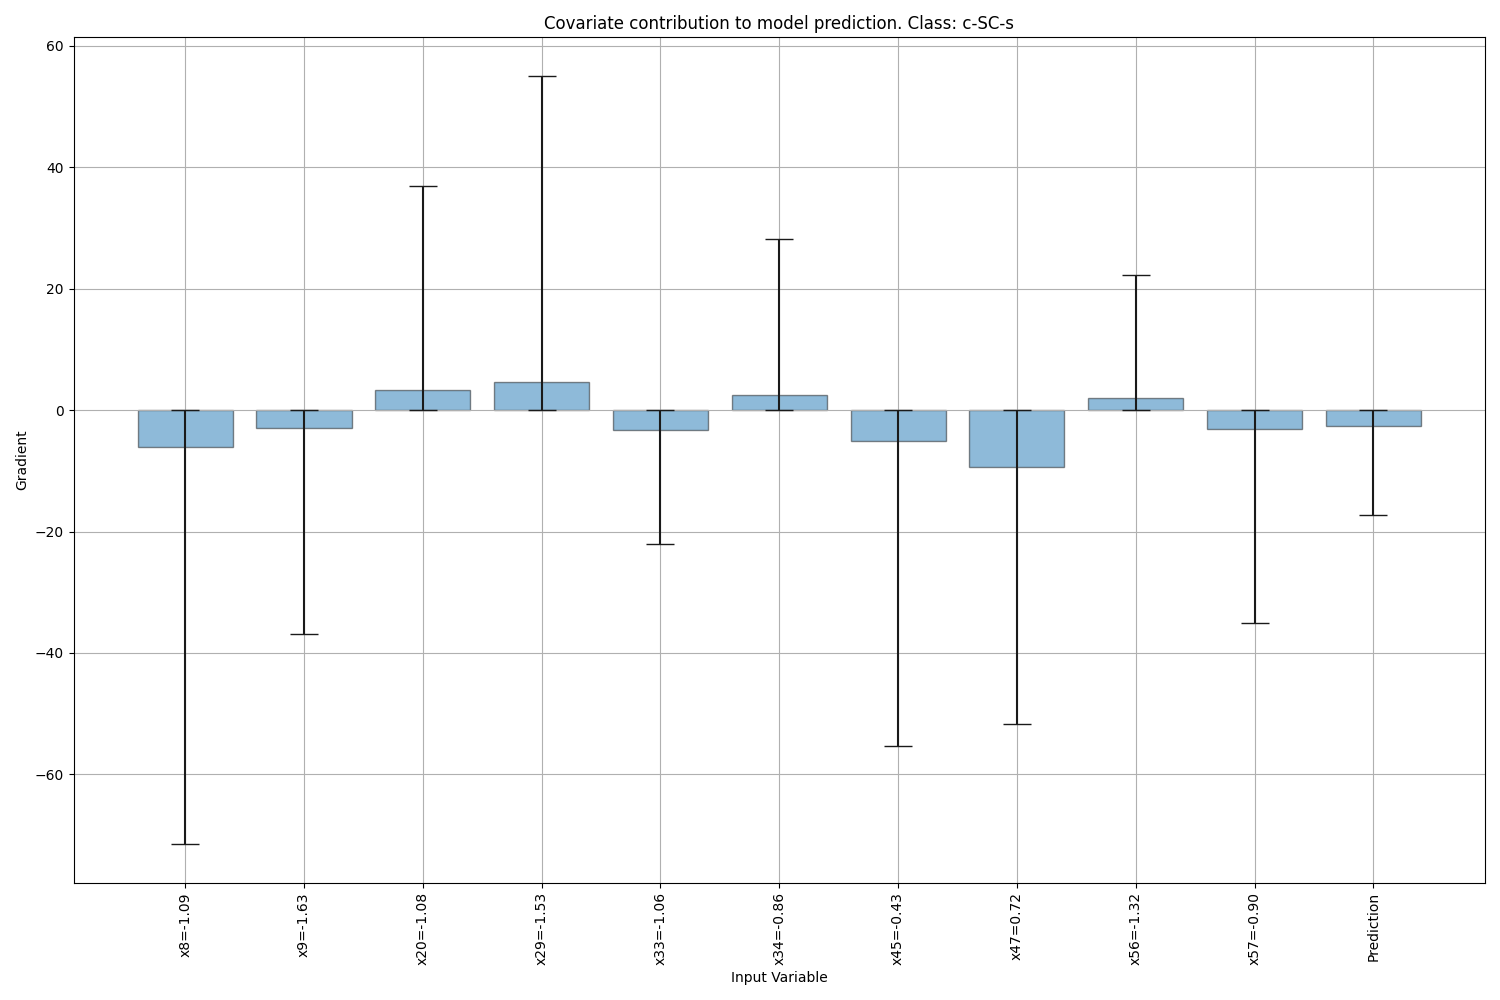 Covariate contribution to model prediction. Class: c-SC-s
60
40
20
0
−20
−40
−60
Gradient
x8=-1.09
x9=-1.63
x20=-1.08
x29=-1.53
x33=-1.06
x34=-0.86
x45=-0.43
x47=0.72
x56=-1.32
x57=-0.90
Prediction
Input Variable